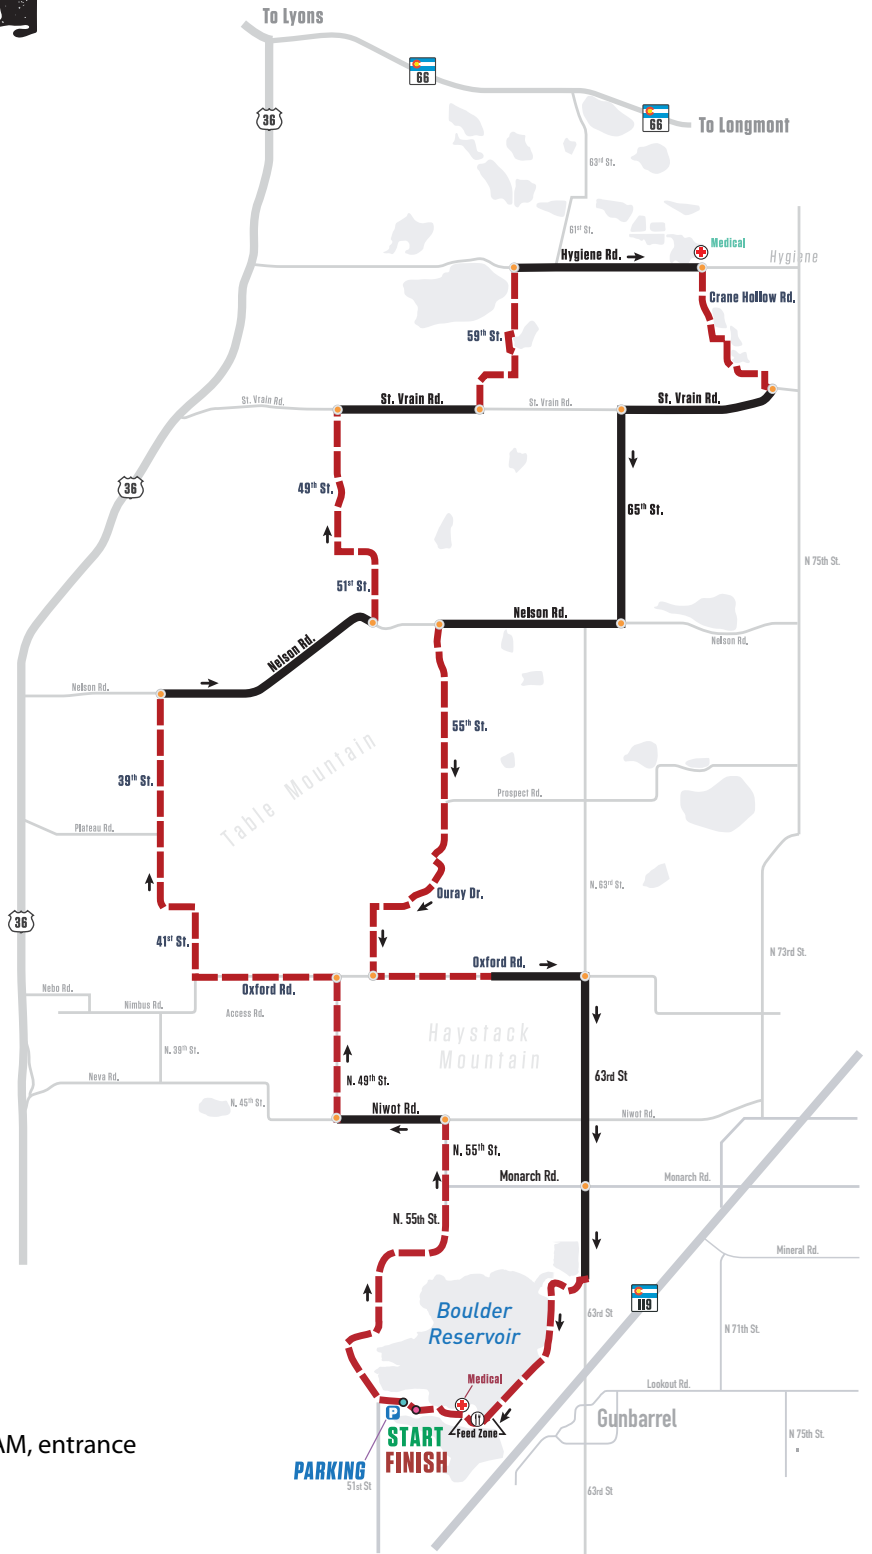 To Lyons
66
36
66
To Longmont
63rd St.
61st St.
Medical
Hygiene Rd.
Hygiene
Crane Hollow Rd.
59th St.
St. Vrain Rd.
St. Vrain Rd.
St. Vrain Rd.
St. Vrain Rd.
36
49th St.
65th St.
N 75th St.
51st St.
Nelson Rd.
Nelson Rd.
Nelson Rd.
Nelson Rd.
55th St.
Table Mountain
39th St.
Prospect Rd.
Plateau Rd.
N. 63rd St.
Ouray Dr.
36
41st St.
N 73rd St.
Oxford Rd.
Oxford Rd.
Nebo Rd.
Nimbus Rd.
Access Rd.
Haystack
Mountain
N. 39th St.
Neva Rd.
N. 49th St.
63rd St
N. 45th St.
Niwot Rd.
Niwot Rd.
N. 55th St.
Monarch Rd.
Monarch Rd.
N. 55th St.
Mineral Rd.
119
Boulder
Reservoir
63rd St
N 71th St.
Medical
Lookout Rd.
P
Feed Zone
Gunbarrel
START
FINISH
N 75th St.
AM, entrance
PARKING
51st St
63rd St